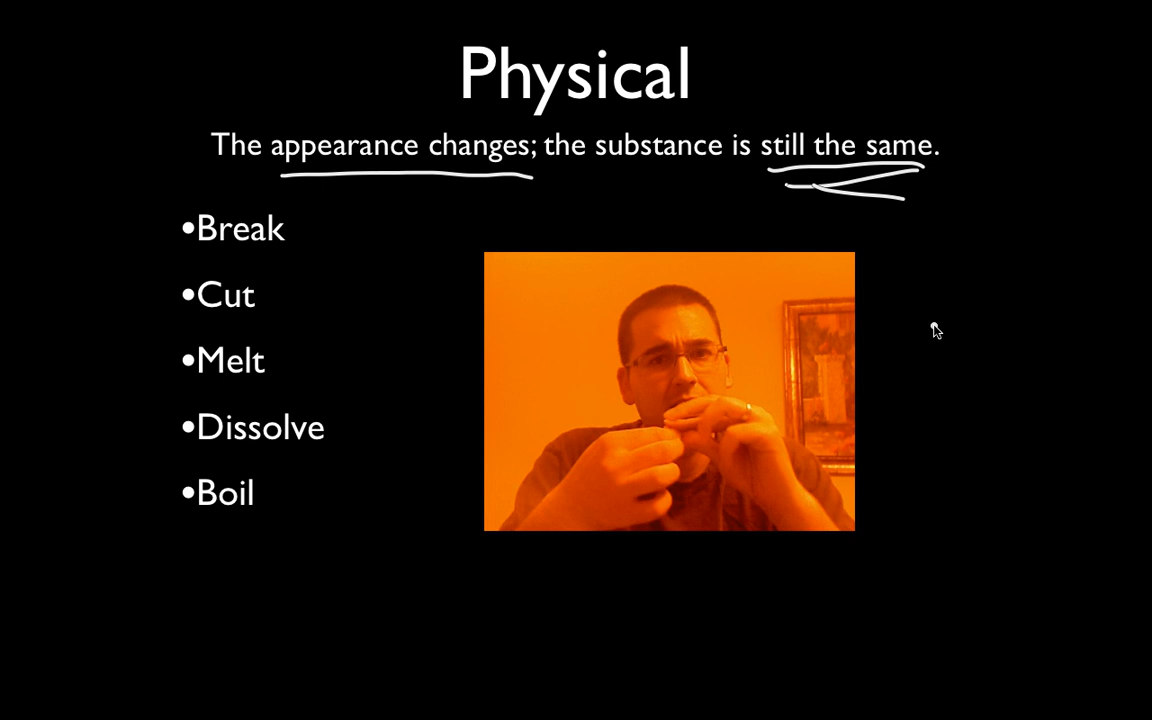 Physical
The appearance changes; the substance is still the same.
•Break
•Cut
•Melt
•Dissolve
•Boil